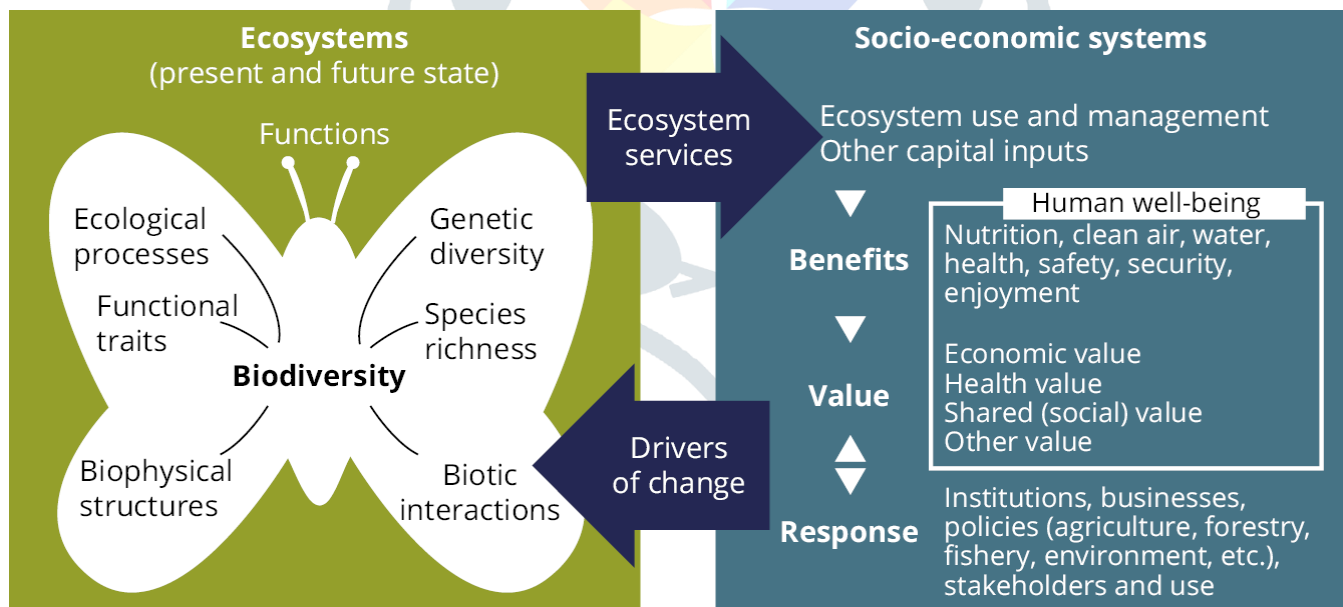 Ecosystems
(present and future state)
Functions
Ecological
processes
Functional
traits
Genetic
diversity
Species
richness
Biodiversity
Biophysical
structures
Biotic
interactions
Ecosystem
services
Drivers
of change
Socio-economic systems
Ecosystem use and management
Other capital inputs
Human well-being
Benefits
Nutrition, clean air, water,
health, safety, security,
enjoyment
Value
Economic value
Health value
Shared (social) value
Other value
Response
Institutions, businesses,
policies (agriculture, forestry,
fishery, environment, etc.),
stakeholders and use